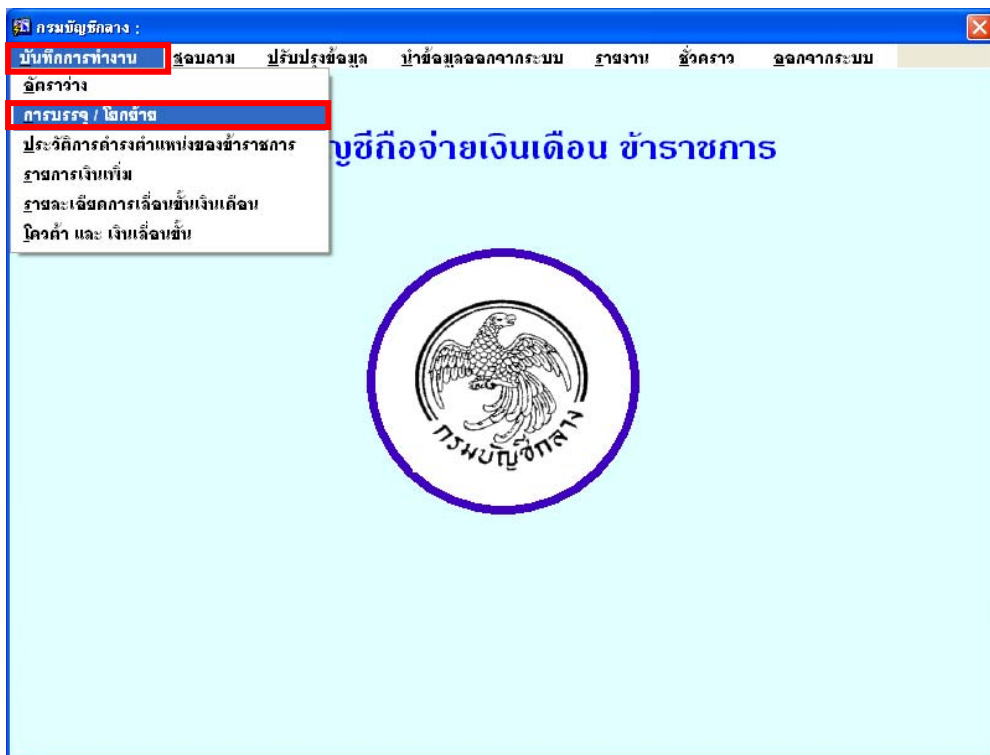 กรมบัญชีกลาง :
บันทึกการทำงาน สอบถาม ปรับปรุงข้อมูล นำข้อมูลออกจากระบบ รายงาน ชั่วคราว ออกจากระบบ
อัตราว่าง
การบรรจุ / โยกย้าย
ประวัติการดำรงตำแหน่งของข้าราชการ
รายการเงินเพิ่ม
รายละเอียดการเลื่อนขั้นเงินเดือน
โควต้า และ เงินเลื่อนขั้น
ญชีถือจ่ายเงินเดือน ข้าราชการ
กรมบัญชีกลาง